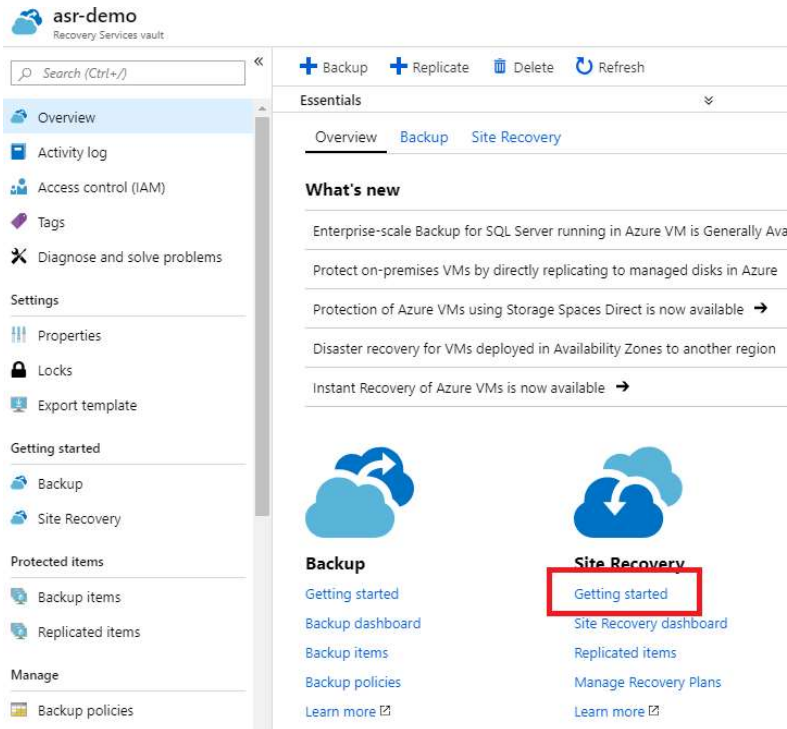 asr-demo
Recovery Services vault
Search (Ctrl+/)
Overview
Activity log
Access control (IAM)
Tags
Diagnose and solve problems
Settings
Properties
Locks
Export template
Getting started
Backup
Site Recovery
Protected items
Backup items
Replicated items
Manage
Backup policies
Backup Replicate Delete Refresh
Essentials
Overview Backup Site Recovery
What's new
Enterprise-scale Backup for SQL Server running in Azure VM is Generally Ava
Protect on-premises VMs by directly replicating to managed disks in Azure
Protection of Azure VMs using Storage Spaces Direct is now available →
Disaster recovery for VMs deployed in Availability Zones to another region
Instant Recovery of Azure VMs is now available →
Backup
Getting started
Backup dashboard
Backup items
Backup policies
Learn more
Site Recovery
Getting started
Site Recovery dashboard
Replicated items
Manage Recovery Plans
Learn more